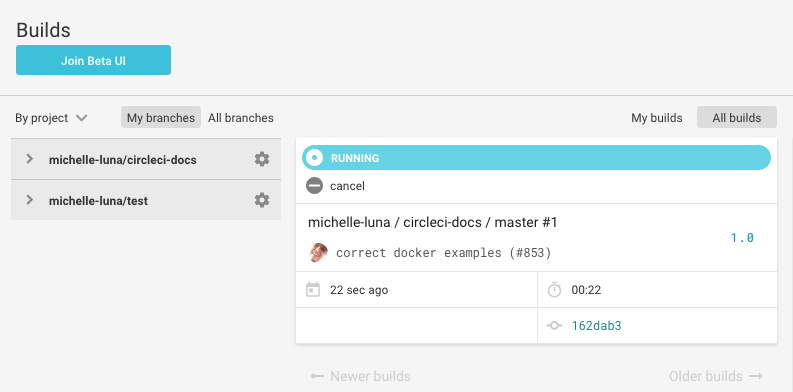 Builds
Join Beta UI
By project My branches All branches My builds All builds
michelle-luna/circleci-docs
michelle-luna/test
RUNNING
cancel
michelle-luna / circleci-docs / master #1
1.0
correct docker examples (#853)
22 sec ago 00:22
162dab3
Newer builds Older builds